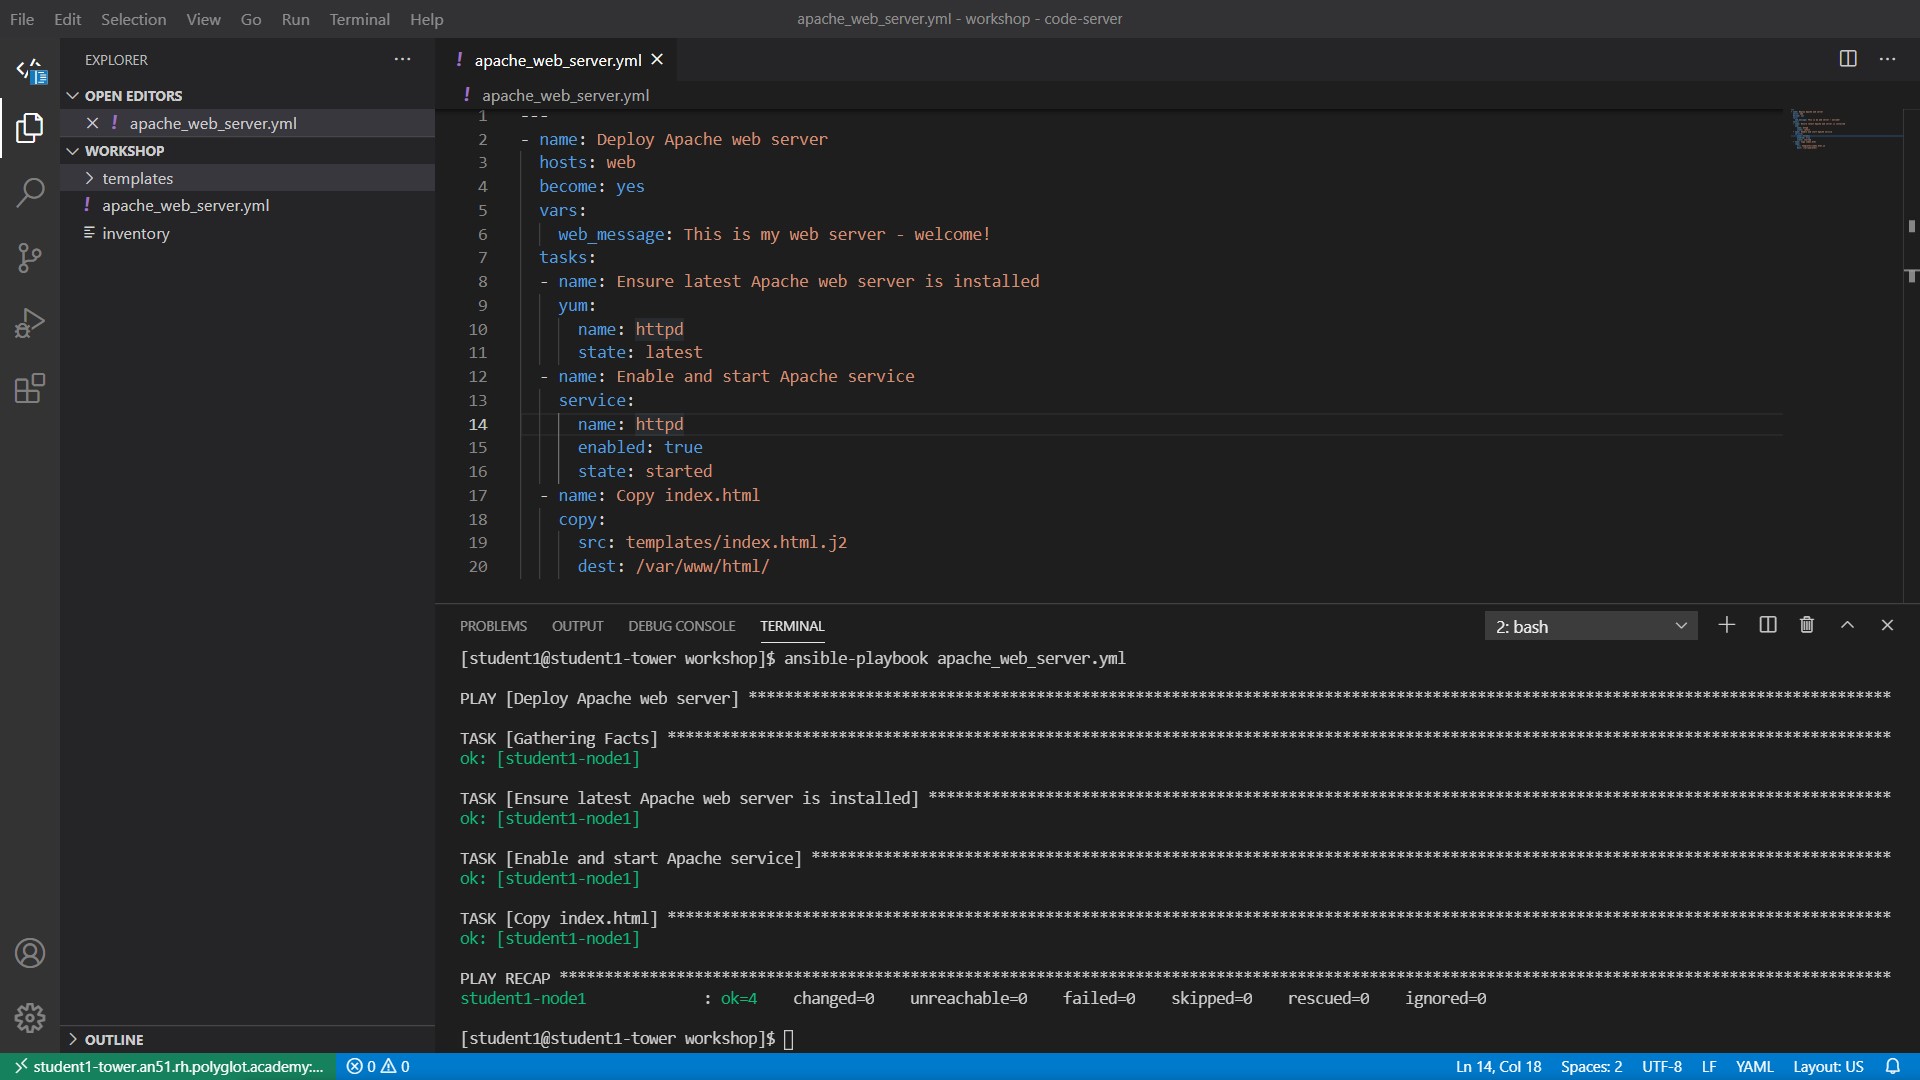 File Edit Selection View Go Run Terminal Help
apache_web_server.yml - workshop - code-server
EXPLORER
OPEN EDITORS
apache_web_server.yml
WORKSHOP
templates
apache_web_server.yml
inventory
OUTLINE
! apache_web_server.yml
! apache_web_server.yml
1 ---
2 - name: Deploy Apache web server
3 hosts: web
4 become: yes
5 vars:
6 web_message: This is my web server - welcome!
7 tasks:
8 - name: Ensure latest Apache web server is installed
9 yum:
10 name: httpd
11 state: latest
12 - name: Enable and start Apache service
13 service:
14 name: httpd
15 enabled: true
16 state: started
17 - name: Copy index.html
18 copy:
19 src: templates/index.html.j2
20 dest: /var/www/html/
PROBLEMS OUTPUT DEBUG CONSOLE TERMINAL
2: bash
[student1@student1-tower workshop]$ ansible-playbook apache_web_server.yml
PLAY [Deploy Apache web server] *******************************************************************************************************************************
TASK [Gathering Facts] ****************************************************************************************************************************************
ok: [student1-node1]
TASK [Ensure latest Apache web server is installed] ***********************************************************************************************************
ok: [student1-node1]
TASK [Enable and start Apache service] ************************************************************************************************************************
ok: [student1-node1]
TASK [Copy index.html] ****************************************************************************************************************************************
ok: [student1-node1]
PLAY RECAP ****************************************************************************************************************************************************
student1-node1 : ok=4 changed=0 unreachable=0 failed=0 skipped=0 rescued=0 ignored=0
[student1@student1-tower workshop]$
student1-tower.an51.rh.polyglot.academy:... 0 0
Ln 14, Col 18 Spaces: 2 UTF-8 LF YAML Layout: US